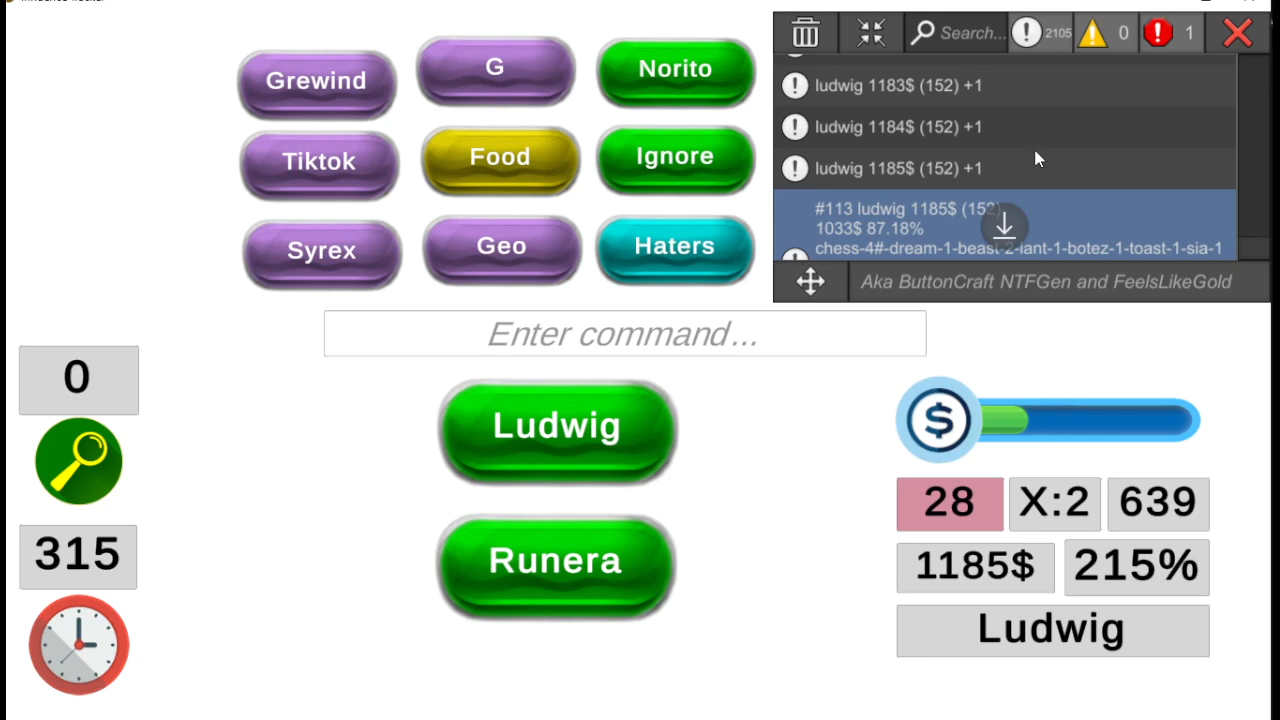 Grewind
G
Norito
Tiktok
Food
Ignore
Syrex
Geo
Haters
Search...
2105
0
1
ludwig 1183$ (152) +1
ludwig 1184$ (152) +1
ludwig 1185$ (152) +1
#113 ludwig 1185$ (152)
1033$ 87.18%
chess-4#-dream-1-beast-2-iant-1-botez-1-toast-1-sia-1
Aka ButtonCraft NTFGen and FeelsLikeGold
Enter command...
0
315
Ludwig
Runera
$
28
X:2
639
1185$
215%
Ludwig